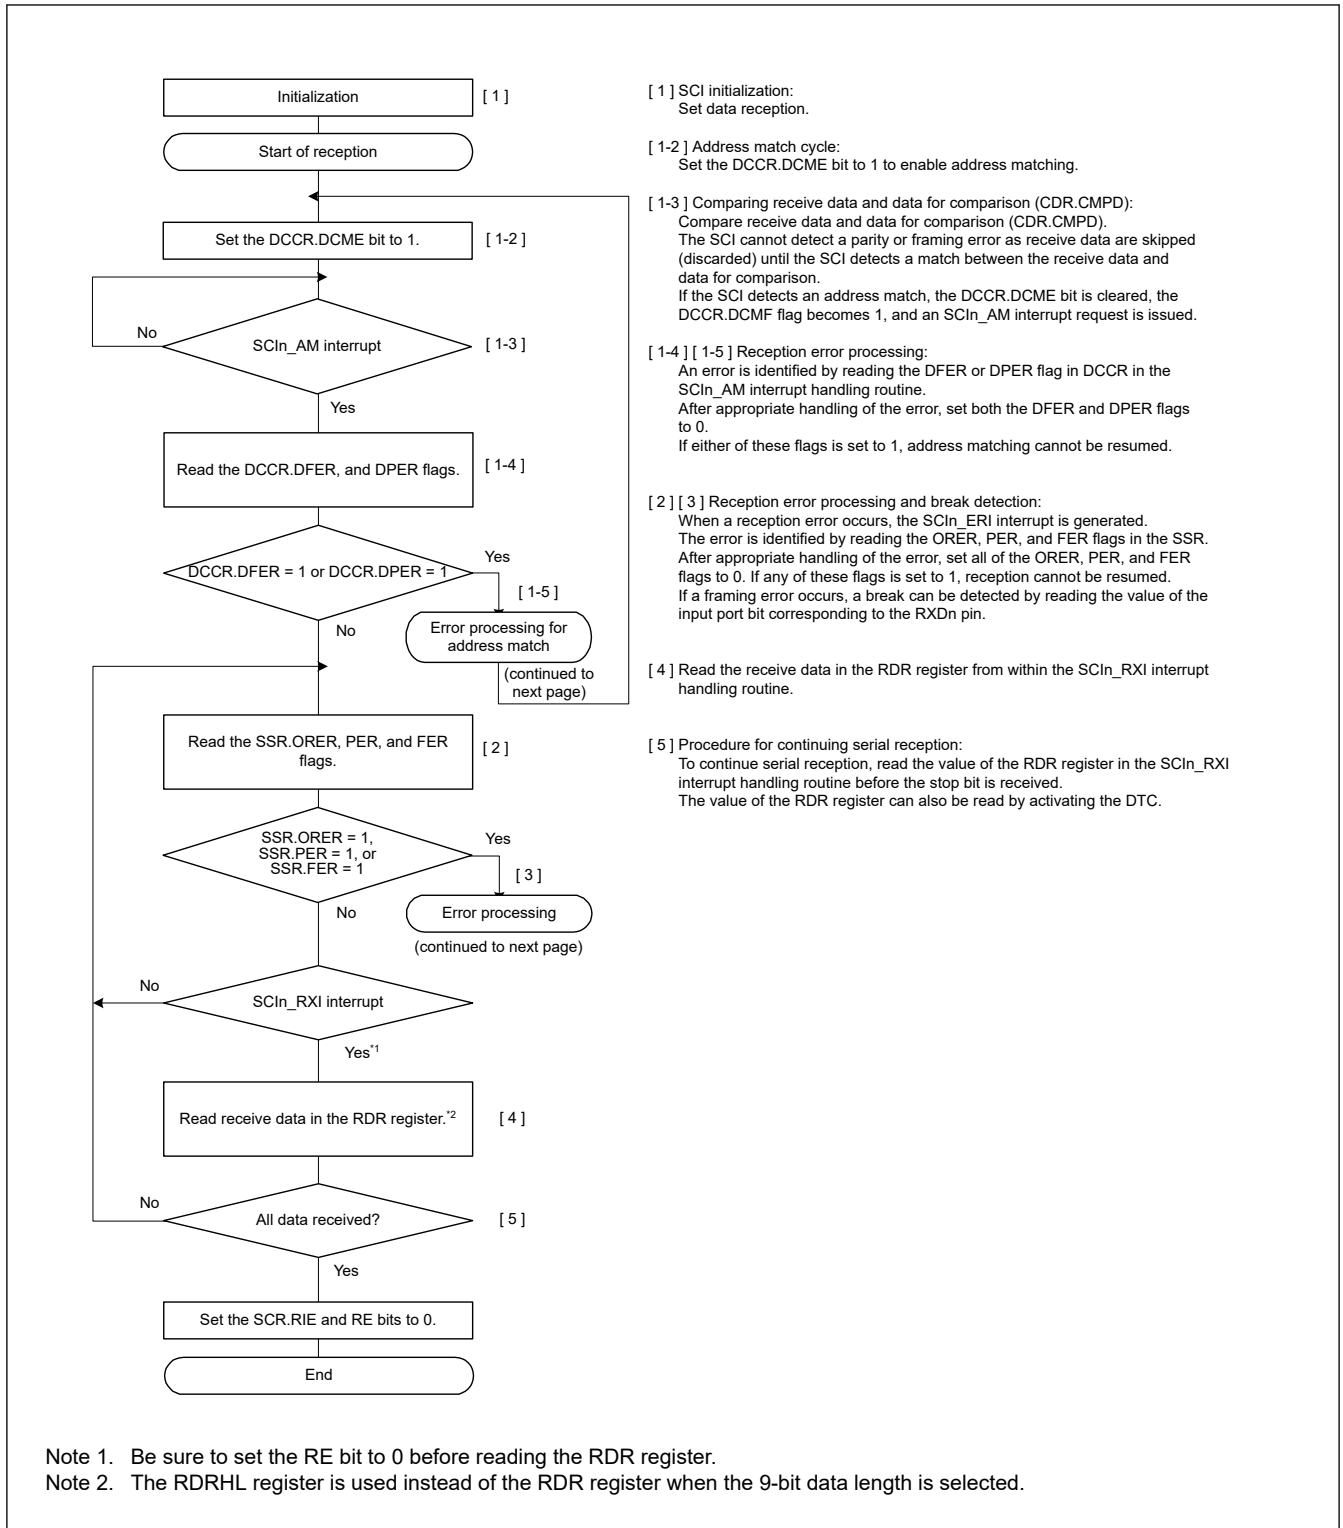 Initialization
[ 1 ]
Start of reception
Set the DCCR.DCME bit to 1.
[ 1-2 ]
No
SCIn_AM interrupt
[ 1-3 ]
Yes
Read the DCCR.DFER, and DPER flags.
[ 1-4 ]
DCCR.DFER = 1 or DCCR.DPER = 1
Yes
[ 1-5 ]
No
Error processing for
address match
(continued to
next page)
Read the SSR.ORER, PER, and FER
flags.
[ 2 ]
SSR.ORER = 1,
SSR.PER = 1, or
SSR.FER = 1
Yes
[ 3 ]
No
Error processing
(continued to next page)
No
SCIn_RXI interrupt
Yes*1
Read receive data in the RDR register.*2
[ 4 ]
No
All data received?
[ 5 ]
Yes
Set the SCR.RIE and RE bits to 0.
End
[ 1 ] SCI initialization:
Set data reception.
[ 1-2 ] Address match cycle:
Set the DCCR.DCME bit to 1 to enable address matching.
[ 1-3 ] Comparing receive data and data for comparison (CDR.CMPD):
Compare receive data and data for comparison (CDR.CMPD).
The SCI cannot detect a parity or framing error as receive data are skipped
(discarded) until the SCI detects a match between the receive data and
data for comparison.
If the SCI detects an address match, the DCCR.DCME bit is cleared, the
DCCR.DCMF flag becomes 1, and an SCIn_AM interrupt request is issued.
[ 1-4 ] [ 1-5 ] Reception error processing:
An error is identified by reading the DFER or DPER flag in DCCR in the
SCIn_AM interrupt handling routine.
After appropriate handling of the error, set both the DFER and DPER flags
to 0.
If either of these flags is set to 1, address matching cannot be resumed.
[ 2 ] [ 3 ] Reception error processing and break detection:
When a reception error occurs, the SCIn_ERI interrupt is generated.
The error is identified by reading the ORER, PER, and FER flags in the SSR.
After appropriate handling of the error, set all of the ORER, PER, and FER
flags to 0. If any of these flags is set to 1, reception cannot be resumed.
If a framing error occurs, a break can be detected by reading the value of the
input port bit corresponding to the RXDn pin.
[ 4 ] Read the receive data in the RDR register from within the SCIn_RXI interrupt
handling routine.
[ 5 ] Procedure for continuing serial reception:
To continue serial reception, read the value of the RDR register in the SCIn_RXI
interrupt handling routine before the stop bit is received.
The value of the RDR register can also be read by activating the DTC.
Note 1. Be sure to set the RE bit to 0 before reading the RDR register.
Note 2. The RDRHL register is used instead of the RDR register when the 9-bit data length is selected.